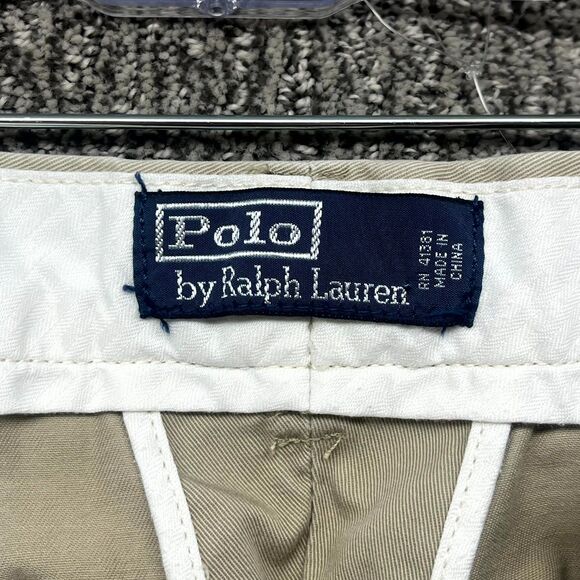 Polo
by Ralph Lauren
RN 41381
MADE IN
CHINA